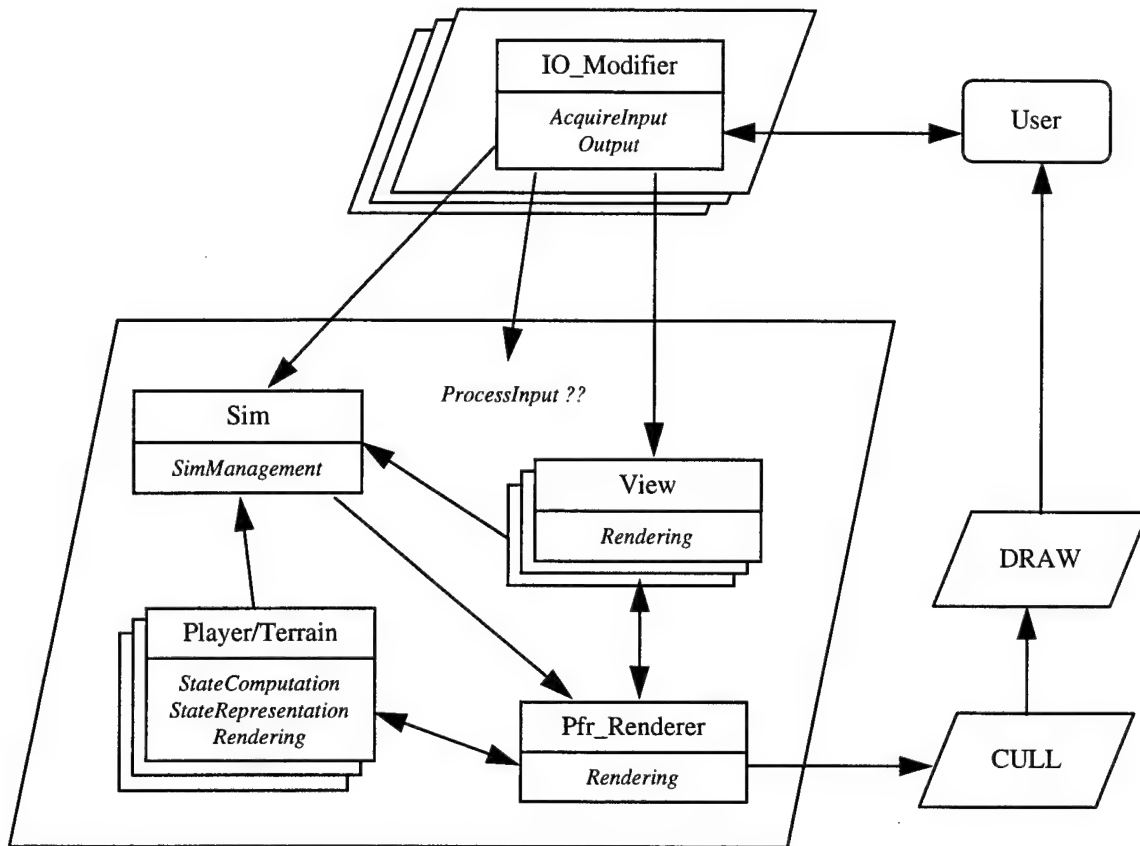 IO_Modifier
AcquireInput
Output
User
ProcessInput ??
Sim
SimManagement
View
Rendering
DRAW
Player/Terrain
StateComputation
StateRepresentation
Rendering
Pfr_Renderer
Rendering
CULL